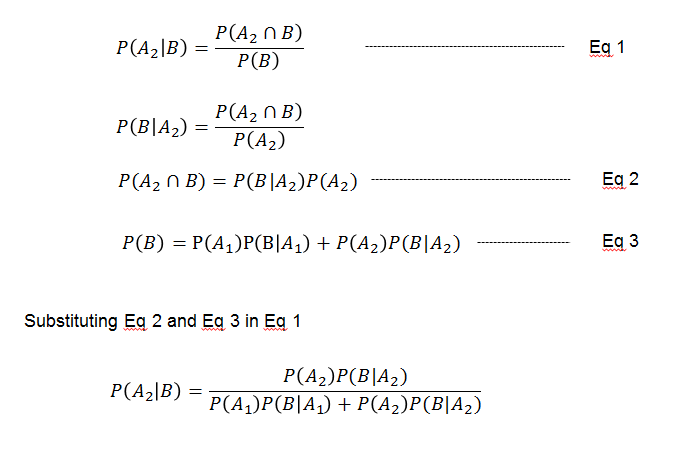 P(A₂|B) = P(A₂ ∩ B) / P(B) ---------- Eq 1
P(B|A₂) = P(A₂ ∩ B) / P(A₂)
P(A₂ ∩ B) = P(B|A₂)P(A₂) ---------- Eq 2
P(B) = P(A₁)P(B|A₁) + P(A₂)P(B|A₂) ---------- Eq 3
Substituting Eq 2 and Eq 3 in Eq 1
P(A₂|B) = P(A₂)P(B|A₂) / P(A₁)P(B|A₁) + P(A₂)P(B|A₂)